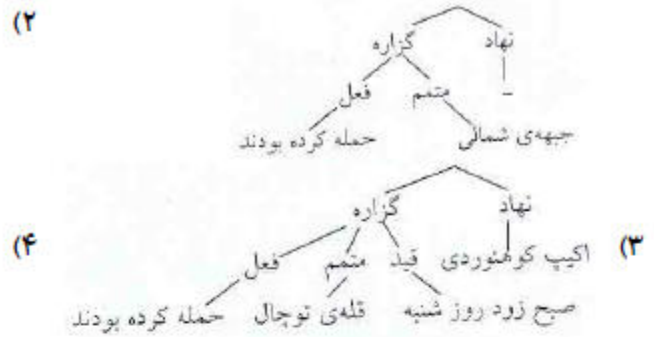 ۲)
نهاد گزاره
– متمم فعل
جبهه‌ی شمالی حمله کرده بودند
نهاد گزاره
۳) اکیپ کوهنوردی قید متمم فعل ۴)
صبح زود روز شنبه قله‌ی توچال حمله کرده بودند